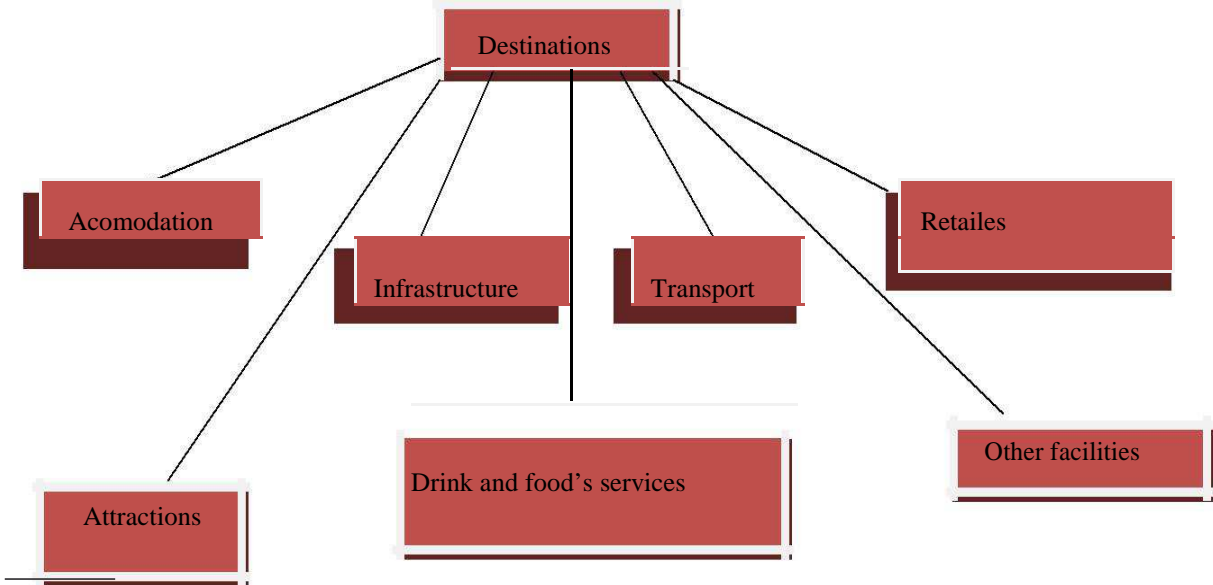 Destinations
Acomodation
Retailes
Infrastructure
Transport
Other facilities
Drink and food’s services
Attractions